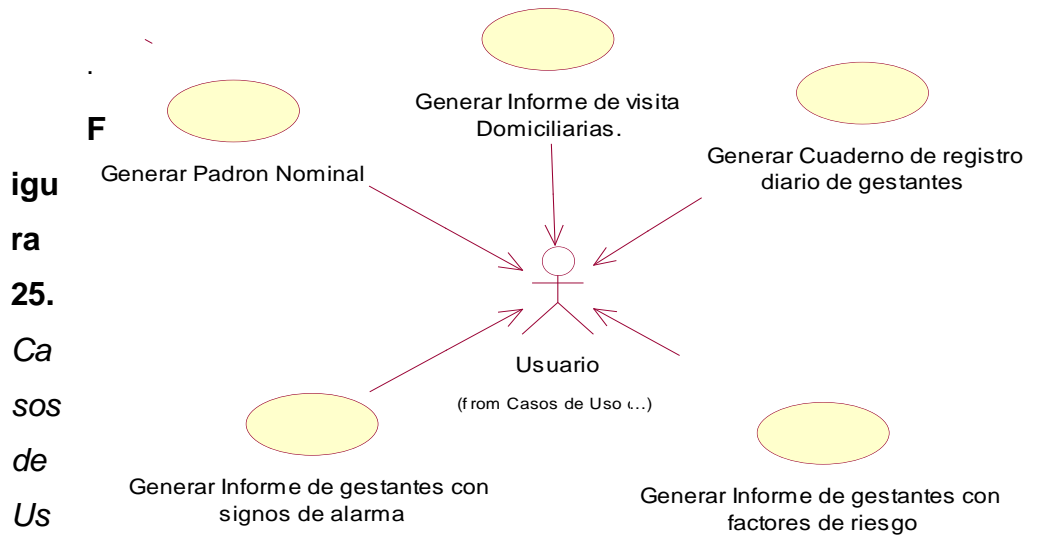 .
F
igu
ra
25.
Ca
sos
de
Us
Generar Informe de visita
Domiciliarias.
Generar Padron Nominal
Generar Cuaderno de registro
diario de gestantes
Usuario
(from Casos de Uso (...)
Generar Informe de gestantes con
signos de alarma
Generar Informe de gestantes con
factores de riesgo